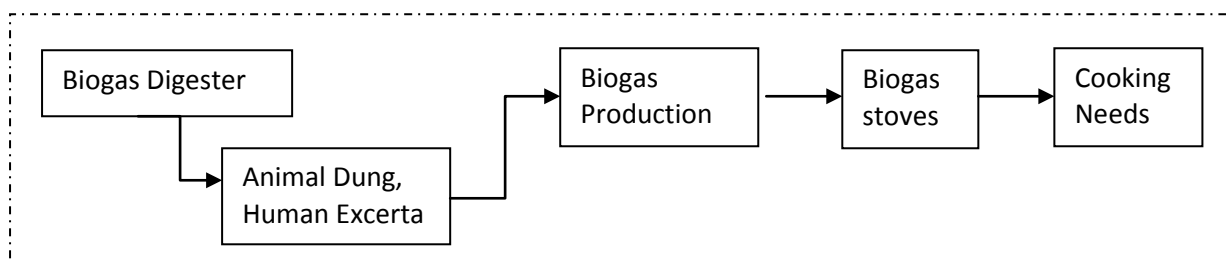 Biogas Digester
Animal Dung,
Human Excerta
Biogas
Production
Biogas
stoves
Cooking
Needs